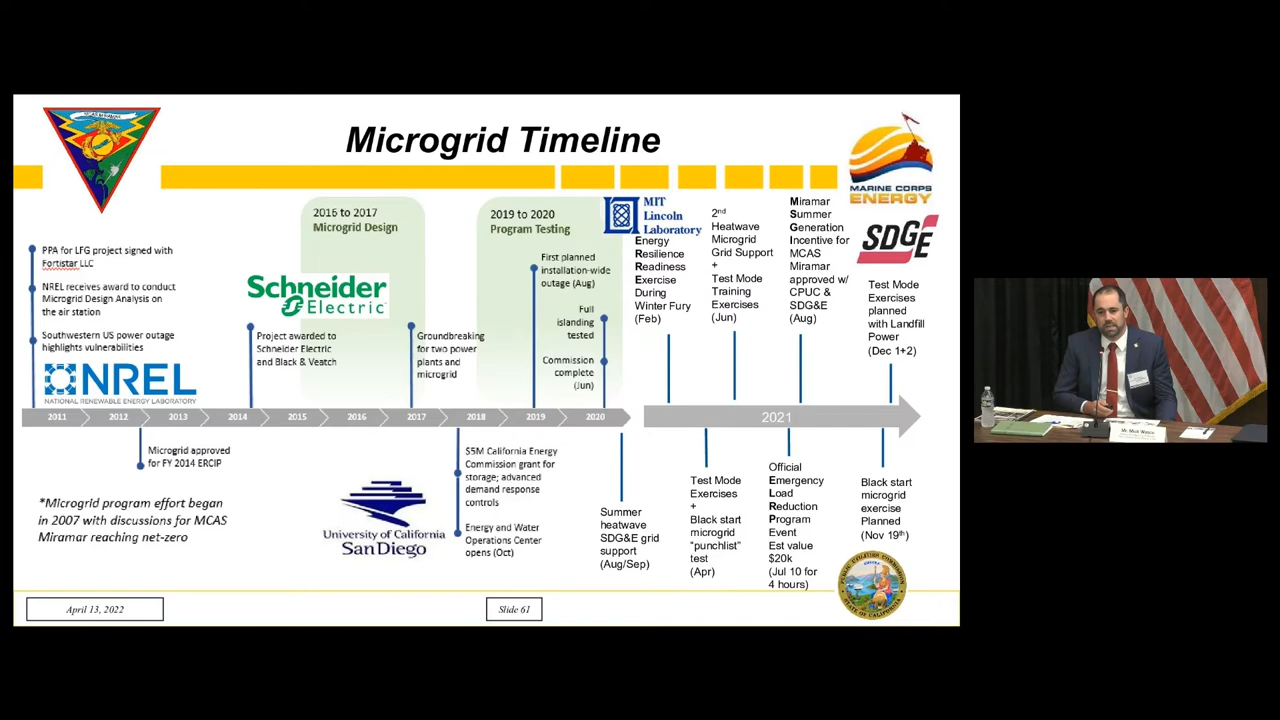 Microgrid Timeline
MCAS MIRAMAR
MARINE CORPS
ENERGY
SDGE
2016 to 2017
Microgrid Design
2019 to 2020
Program Testing
PPA for LFG project signed with
Fortistar LLC
NREL receives award to conduct
Microgrid Design Analysis on
the air station
Southwestern US power outage
highlights vulnerabilities
NREL
NATIONAL RENEWABLE ENERGY LABORATORY
Schneider
Electric
Project awarded to
Schneider Electric
and Black & Veatch
Groundbreaking
for two power
plants and
microgrid
First planned
installation-wide
outage (Aug)
Full
islanding
tested
Commission
complete
(Jun)
MIT
Lincoln
Laboratory
Energy
Resilience
Readiness
Exercise
During
Winter Fury
(Feb)
2nd
Heatwave
Microgrid
Grid Support
+
Test Mode
Training
Exercises
(Jun)
Miramar
Summer
Generation
Incentive for
MCAS
Miramar
approved w/
CPUC &
SDG&E
(Aug)
Test Mode
Exercises
planned
with Landfill
Power
(Dec 1+2)
2011 2012 2013 2014 2015 2016 2017 2018 2019 2020
2021
Microgrid approved
for FY 2014 ERCIP
*Microgrid program effort began
in 2007 with discussions for MCAS
Miramar reaching net-zero
University of California
San Diego
$5M California Energy
Commission grant for
storage; advanced
demand response
controls
Energy and Water
Operations Center
opens (Oct)
Summer
heatwave
SDG&E grid
support
(Aug/Sep)
Test Mode
Exercises
+
Black start
microgrid
"punchlist"
test
(Apr)
Official
Emergency
Load
Reduction
Program
Event
Est value
$20k
(Jul 10 for
4 hours)
Black start
microgrid
exercise
Planned
(Nov 19th)
April 13, 2022
Slide 61